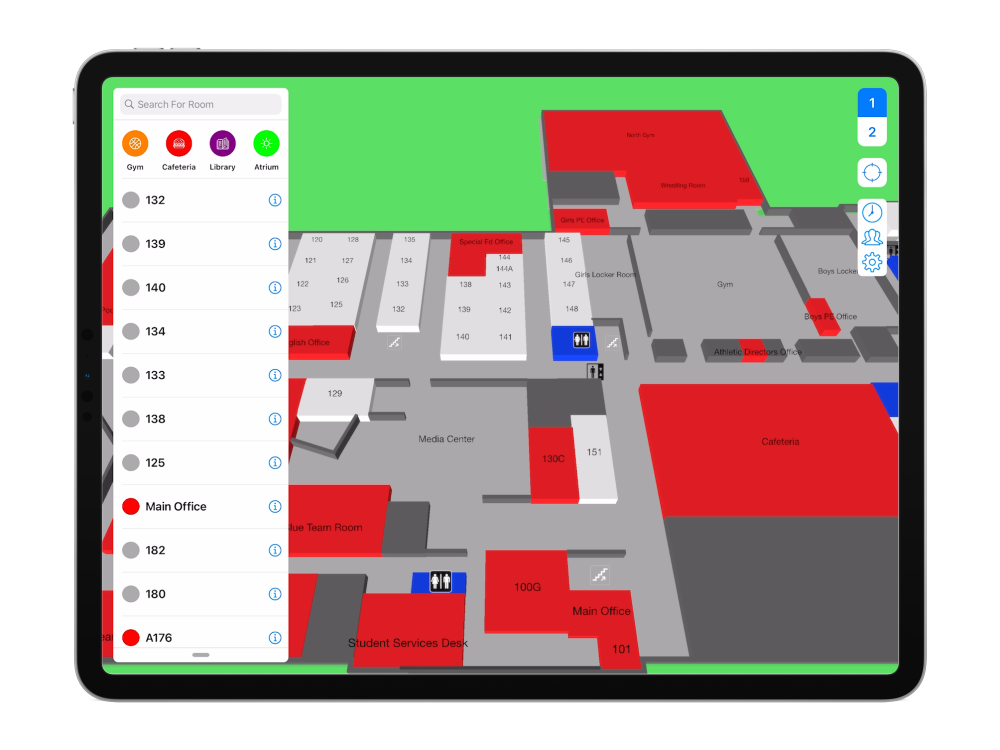 Search For Room
Gym
Cafeteria
Library
Atrium
132
139
140
134
133
138
125
Main Office
182
180
A176
1
2
North Gym
Wrestling Room
158
Girls PE Office
120
128
121
127
122
126
123
125
135
134
133
132
Special Ed Office
144
144A
138
143
139
142
140
141
145
146
Girls Locker Room
147
148
Gym
Boys Locke
Boys PE Office
Athletic Directors Office
glish Office
129
Media Center
130C
151
Cafeteria
lue Team Room
100G
Main Office
101
Student Services Desk